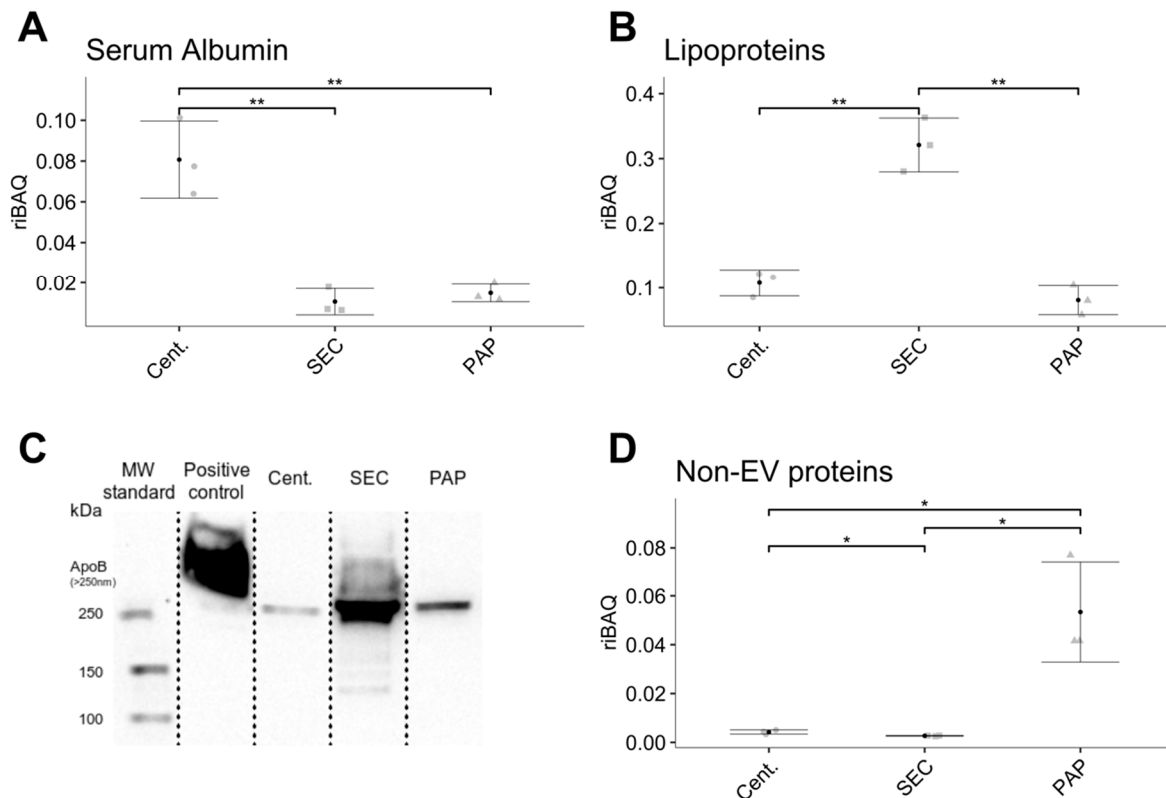 A
Serum Albumin
riBAQ
0.10
0.08
0.06
0.04
0.02
**
**
Cent.
SEC
PAP
B
Lipoproteins
riBAQ
0.4
0.3
0.2
0.1
**
**
Cent.
SEC
PAP
C
MW
standard
Positive
control
Cent.
SEC
PAP
kDa
ApoB
(>250nm)
250
150
100
D
Non-EV proteins
riBAQ
0.08
0.06
0.04
0.02
0.00
*
*
*
Cent.
SEC
PAP